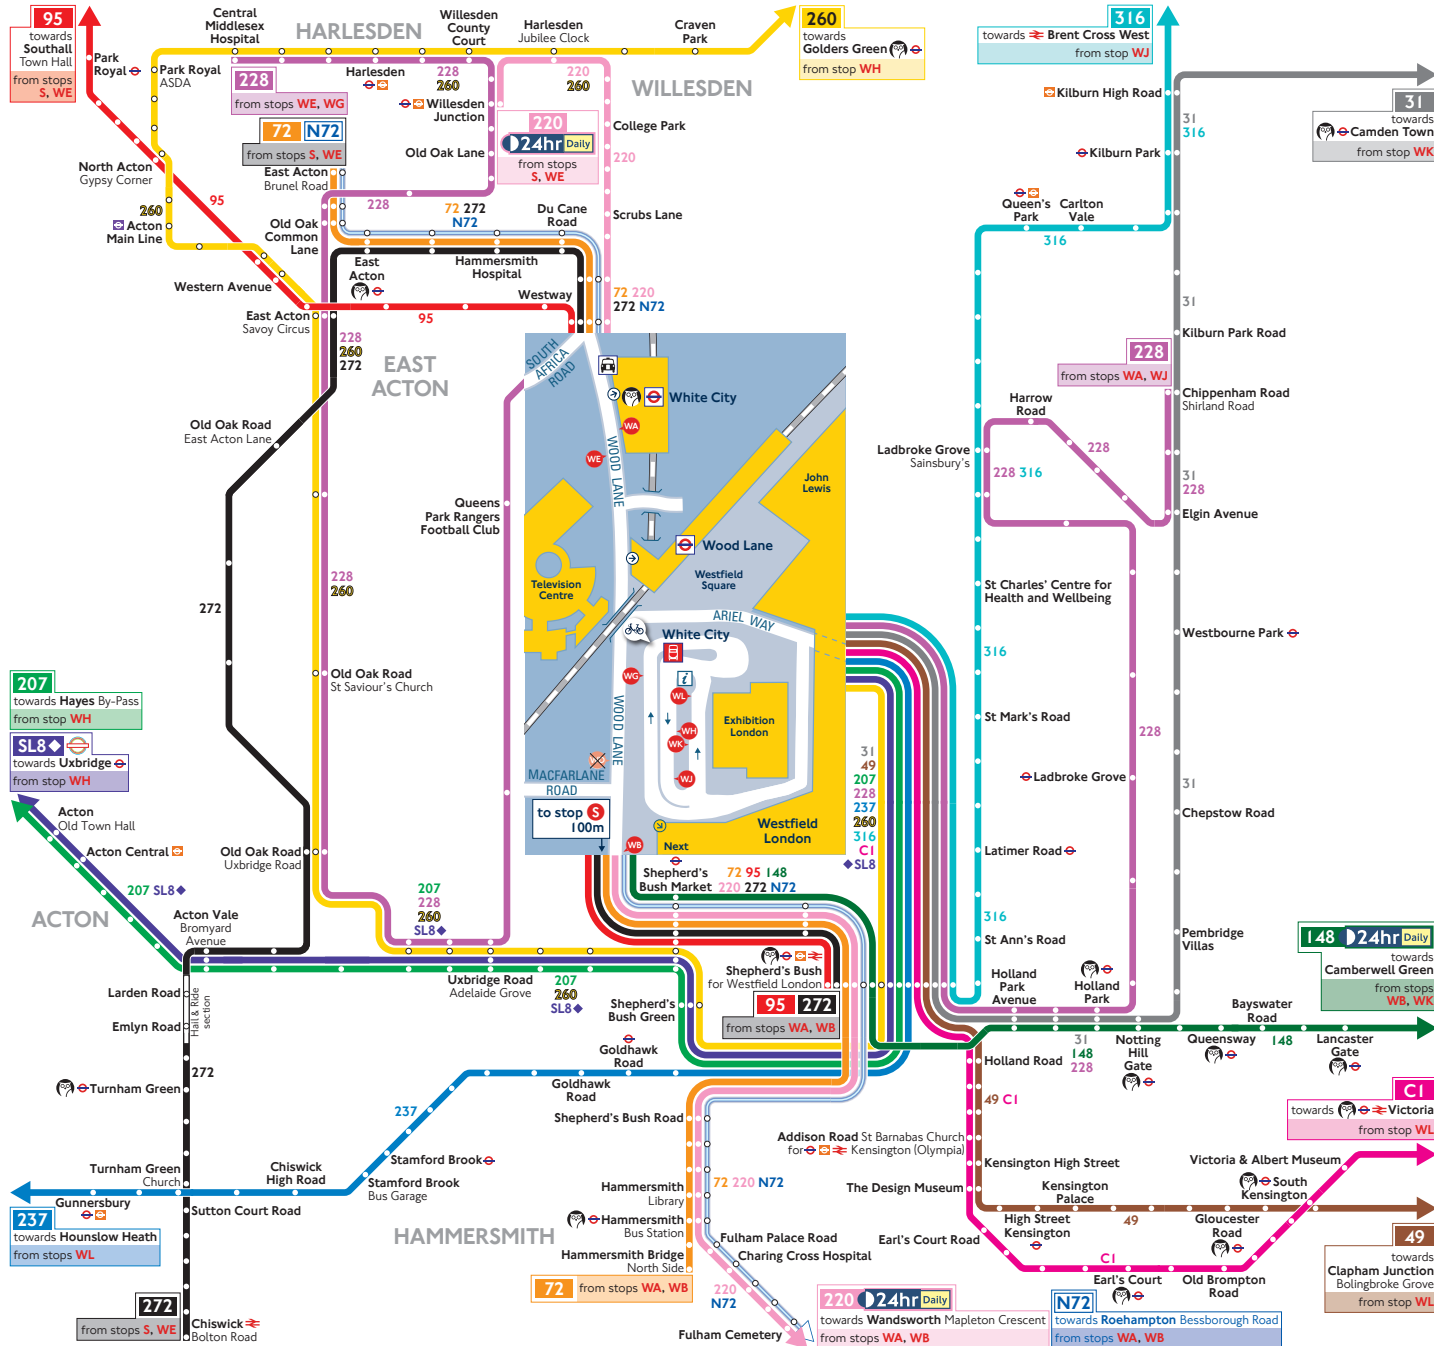 95
towards
Southall
Town Hall
from stops
S, WE
Park
Royal
Central
Middlesex
Hospital
HARLESDEN
Willesden
County
Court
Harlesden
Jubilee Clock
Craven
Park
260
towards
Golders Green
from stop WH
316
towards Brent Cross West
from stop WJ
Park Royal
ASDA
228
from stops WE, WG
Harlesden
228
260
Willesden
Junction
220
260
WILLESDEN
Kilburn High Road
31
316
31
towards
Camden Town
from stop WK
72 N72
from stops S, WE
220
24hr Daily
from stops
S, WE
College Park
220
Old Oak Lane
Kilburn Park
North Acton
Gypsy Corner
East Acton
Brunel Road
95
228
260
Acton
Main Line
Old Oak
Common
Lane
72 272
N72
Du Cane
Road
Scrubs Lane
Queen's
Park
Carlton
Vale
316
East
Acton
Hammersmith
Hospital
Western Avenue
Westway
72 220
272 N72
31
East Acton
Savoy Circus
95
228
260
272
EAST
ACTON
Kilburn Park Road
SOUTH
AFRICA
ROAD
White City
228
from stops WA, WJ
Chippenham Road
Shirland Road
Harrow
Road
Old Oak Road
East Acton Lane
WA
WOOD LANE
WE
Ladbroke Grove
Sainsbury's
228
228 316
31
228
John
Lewis
Queens
Park Rangers
Football Club
Elgin Avenue
Wood Lane
Westfield
Square
Television
Centre
228
260
St Charles' Centre for
Health and Wellbeing
272
ARIEL WAY
White City
316
Westbourne Park
207
towards Hayes By-Pass
from stop WH
Old Oak Road
St Saviour's Church
WG
WL
WOOD LANE
Exhibition
London
WH
WK
WJ
St Mark's Road
228
SL8
towards Uxbridge
from stop WH
31
49
207
228
237
260
316
C1
SL8
Ladbroke Grove
31
MACFARLANE
ROAD
to stop S
100m
Westfield
London
Chepstow Road
Acton
Old Town Hall
Acton Central
Old Oak Road
Uxbridge Road
WB
Next
Shepherd's
Bush Market
72 95 148
220 272 N72
Latimer Road
207 SL8
ACTON
Acton Vale
Bromyard
Avenue
207
228
260
SL8
316
St Ann's Road
Pembridge
Villas
148 24hr Daily
towards
Camberwell Green
from stops
WB, WK
Larden Road
Hail & Ride
section
Emlyn Road
Uxbridge Road
Adelaide Grove
207
260
SL8
Shepherd's Bush
for Westfield London
95 272
from stops WA, WB
Holland
Park
Avenue
Holland
Park
Shepherd's
Bush Green
Bayswater
Road
Goldhawk
Road
Holland Road
31
148
228
Notting
Hill
Gate
Queensway
148
Lancaster
Gate
272
Turnham Green
Goldhawk
Road
237
Shepherd's Bush Road
49 C1
C1
towards Victoria
from stop WL
Addison Road St Barnabas Church
for Kensington (Olympia)
Stamford Brook
Stamford Brook
Bus Garage
Turnham Green
Church
Chiswick
High Road
Kensington High Street
Victoria & Albert Museum
Gunnersbury
Sutton Court Road
Hammersmith
Library
72 220 N72
The Design Museum
Kensington
Palace
South
Kensington
237
towards Hounslow Heath
from stops WL
HAMMERSMITH
Hammersmith
Bus Station
Fulham Palace Road
Charing Cross Hospital
Earl's Court Road
High Street
Kensington
49
Gloucester
Road
Hammersmith Bridge
North Side
72 from stops WA, WB
C1
Earl's Court
Old Brompton
Road
49
towards
Clapham Junction
Bolingbroke Grove
from stop WL
220
N72
272
from stops S, WE
Chiswick
Bolton Road
Fulham Cemetery
220 24hr Daily
towards Wandsworth Mapleton Crescent
from stops WA, WB
N72
towards Roehampton Bessborough Road
from stops WA, WB